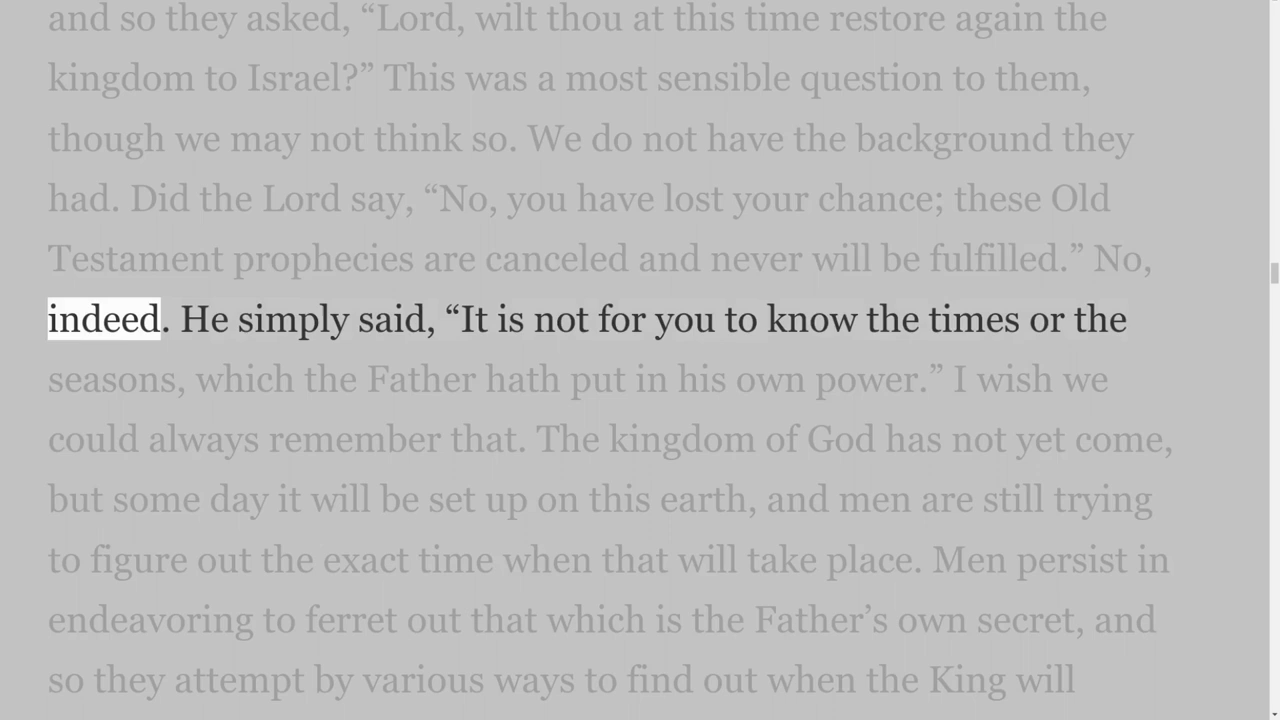 and so they asked, “Lord, wilt thou at this time restore again the
kingdom to Israel?” This was a most sensible question to them,
though we may not think so. We do not have the background they
had. Did the Lord say, “No, you have lost your chance; these Old
Testament prophecies are canceled and never will be fulfilled.” No,
indeed. He simply said, “It is not for you to know the times or the
seasons, which the Father hath put in his own power.” I wish we
could always remember that. The kingdom of God has not yet come,
but some day it will be set up on this earth, and men are still trying
to figure out the exact time when that will take place. Men persist in
endeavoring to ferret out that which is the Father’s own secret, and
so they attempt by various ways to find out when the King will